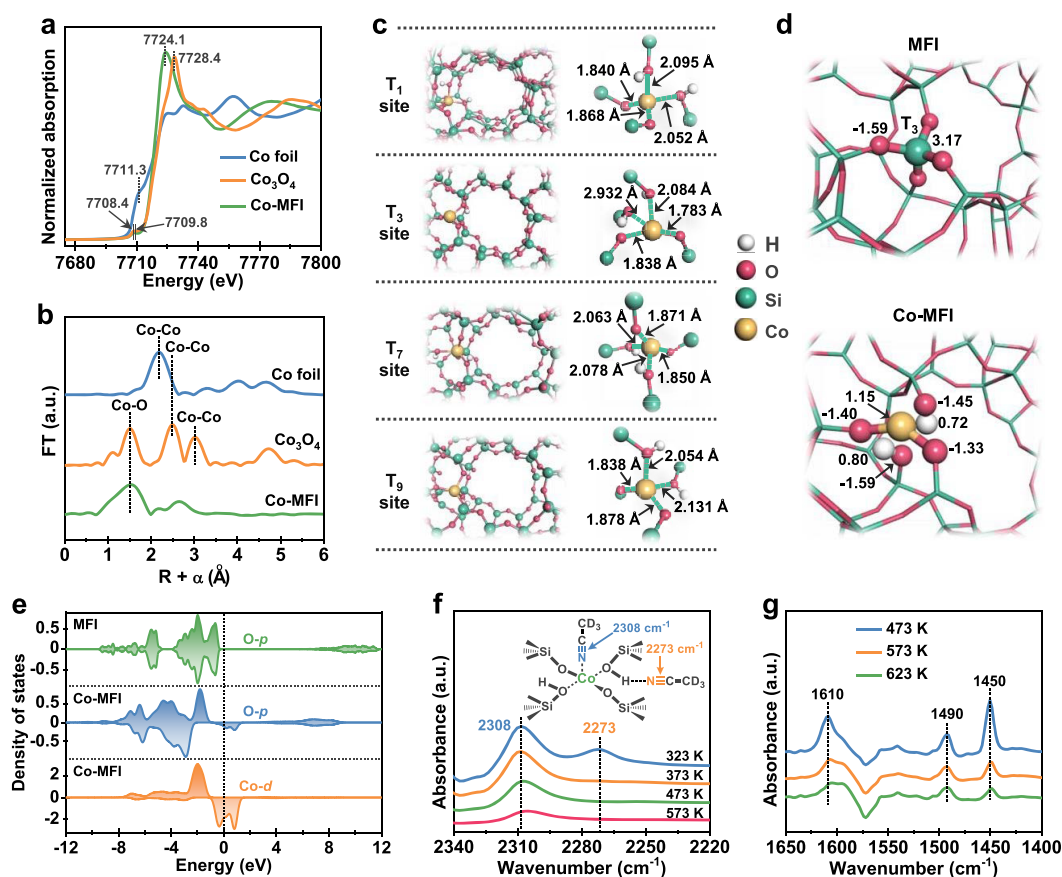 a
7724.1
7728.4
7711.3
7708.4
7709.8
Co foil
Co₃O₄
Co-MFI
Normalized absorption
7680 7710 7740 7770 7800
Energy (eV)
b
Co-Co
Co-Co
Co foil
Co-O
Co-Co
Co₃O₄
Co-MFI
FT (a.u.)
0 1 2 3 4 5 6
R + α (Å)
c
T₁
site
1.840 Å
2.095 Å
1.868 Å
2.052 Å
T₃
site
2.932 Å
2.084 Å
1.783 Å
1.838 Å
T₇
site
2.063 Å
1.871 Å
2.078 Å
1.850 Å
T₉
site
1.838 Å
2.054 Å
2.131 Å
1.878 Å
H
O
Si
Co
d
MFI
-1.59
T₃
3.17
Co-MFI
1.15
-1.45
-1.40
0.72
0.80
-1.33
-1.59
e
MFI
O-p
Co-MFI
O-p
Co-MFI
Co-d
0.5
0
-0.5
0.5
0
-0.5
2
0
-2
Density of states
-12 -8 -4 0 4 8 12
Energy (eV)
f
CD₃
C
N
2308 cm⁻¹
2273 cm⁻¹
Si
Si
O
O
H
H
N≡C–CD₃
Co
O
O
Si
Si
2308
2273
323 K
373 K
473 K
573 K
Absorbance (a.u.)
2340 2310 2280 2250 2220
Wavenumber (cm⁻¹)
g
473 K
573 K
623 K
1610
1490
1450
Absorbance (a.u.)
1650 1600 1550 1500 1450 1400
Wavenumber (cm⁻¹)